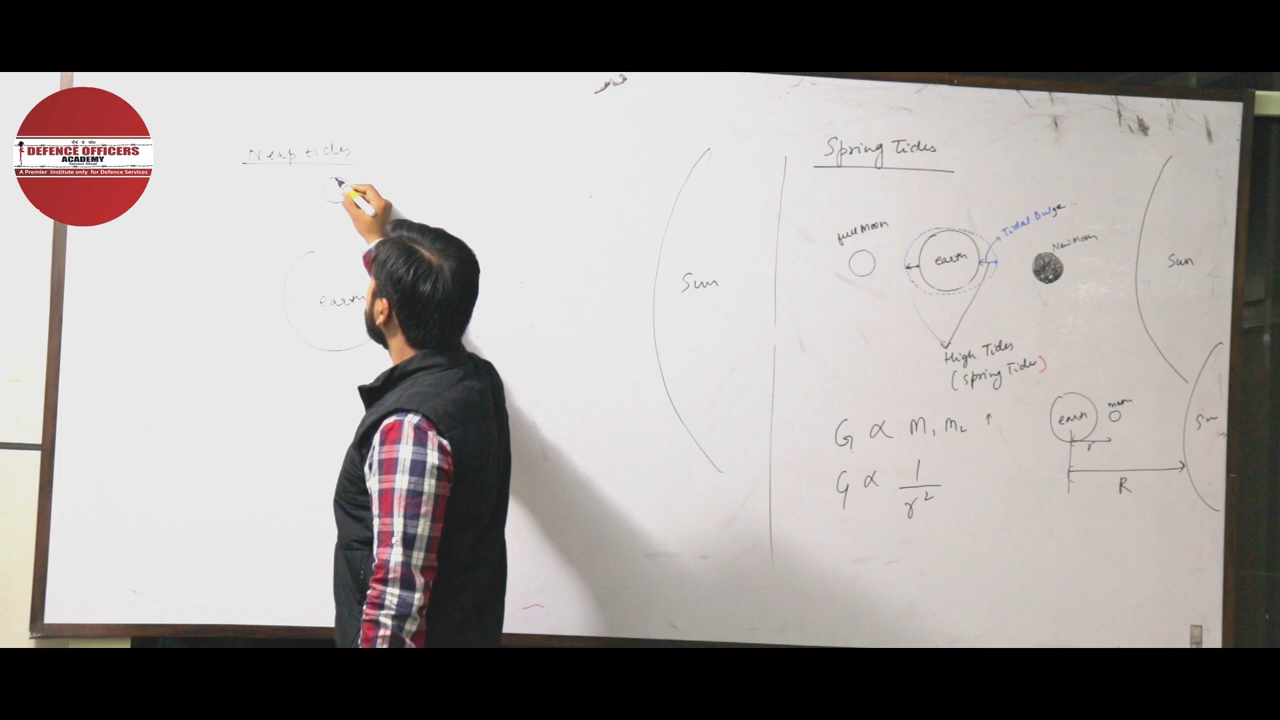 DEFENCE OFFICERS
ACADEMY
A Premier Institute only for Defence Services
Neap tides
earth
Sun
Spring Tides
full Moon
earth
Tidal Bulge
New Moon
Sun
High Tides
(Spring Tides)
G ∝ M₁ M₂ ↑
G ∝ 1/r²
earth
moon
Sun
r
R